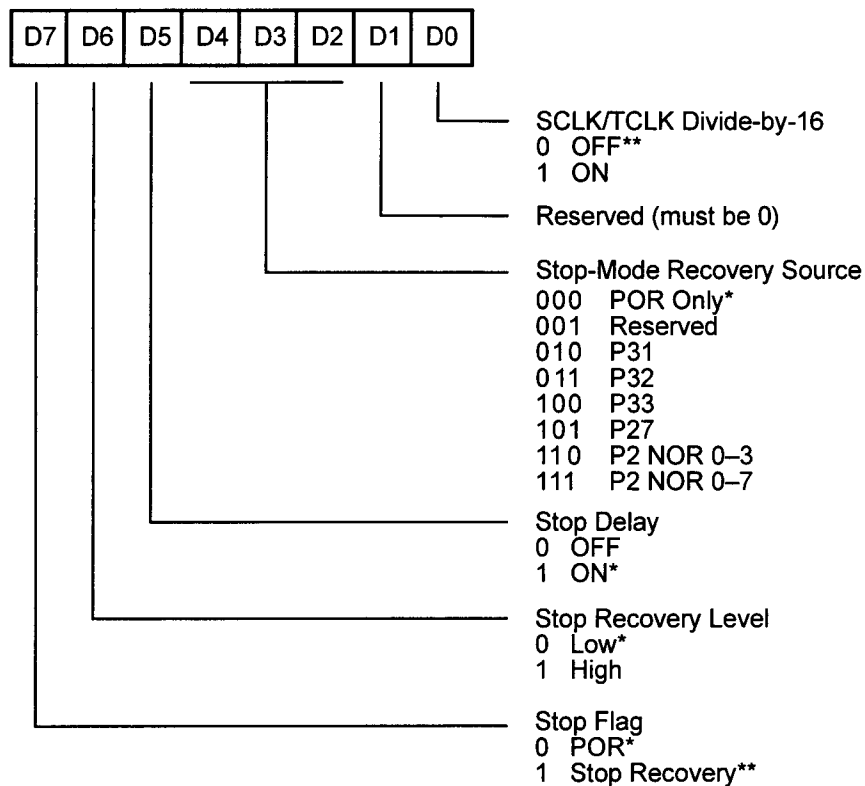 D7 D6 D5 D4 D3 D2 D1 D0
SCLK/TCLK Divide-by-16
0 OFF**
1 ON
Reserved (must be 0)
Stop-Mode Recovery Source
000 POR Only*
001 Reserved
010 P31
011 P32
100 P33
101 P27
110 P2 NOR 0–3
111 P2 NOR 0–7
Stop Delay
0 OFF
1 ON*
Stop Recovery Level
0 Low*
1 High
Stop Flag
0 POR*
1 Stop Recovery**